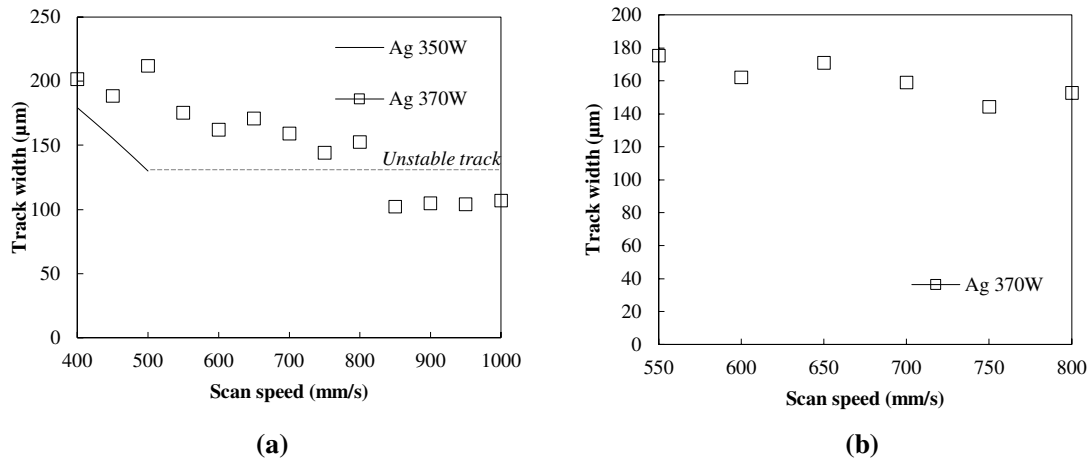 250
200
150
100
50
0
Track width (µm)
Ag 350W
Ag 370W
Unstable track
400 500 600 700 800 900 1000
Scan speed (mm/s)
(a)
200
180
160
140
120
100
80
60
40
20
0
Track width (µm)
Ag 370W
550 600 650 700 750 800
Scan speed (mm/s)
(b)